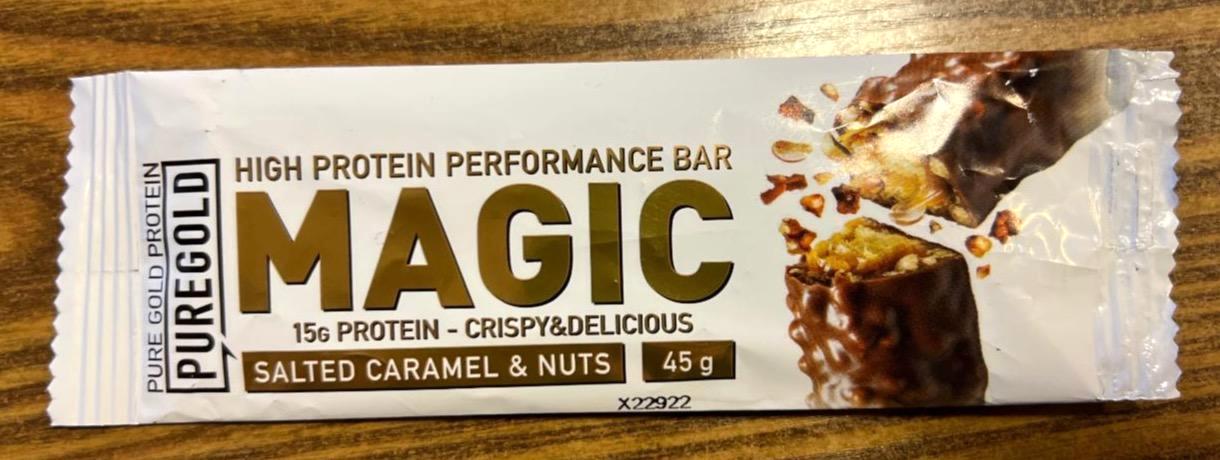 PURE GOLD PROTEIN
PUREGOLD
HIGH PROTEIN PERFORMANCE BAR
MAGIC
15G PROTEIN - CRISPY&DELICIOUS
SALTED CARAMEL & NUTS
45 g
X22922